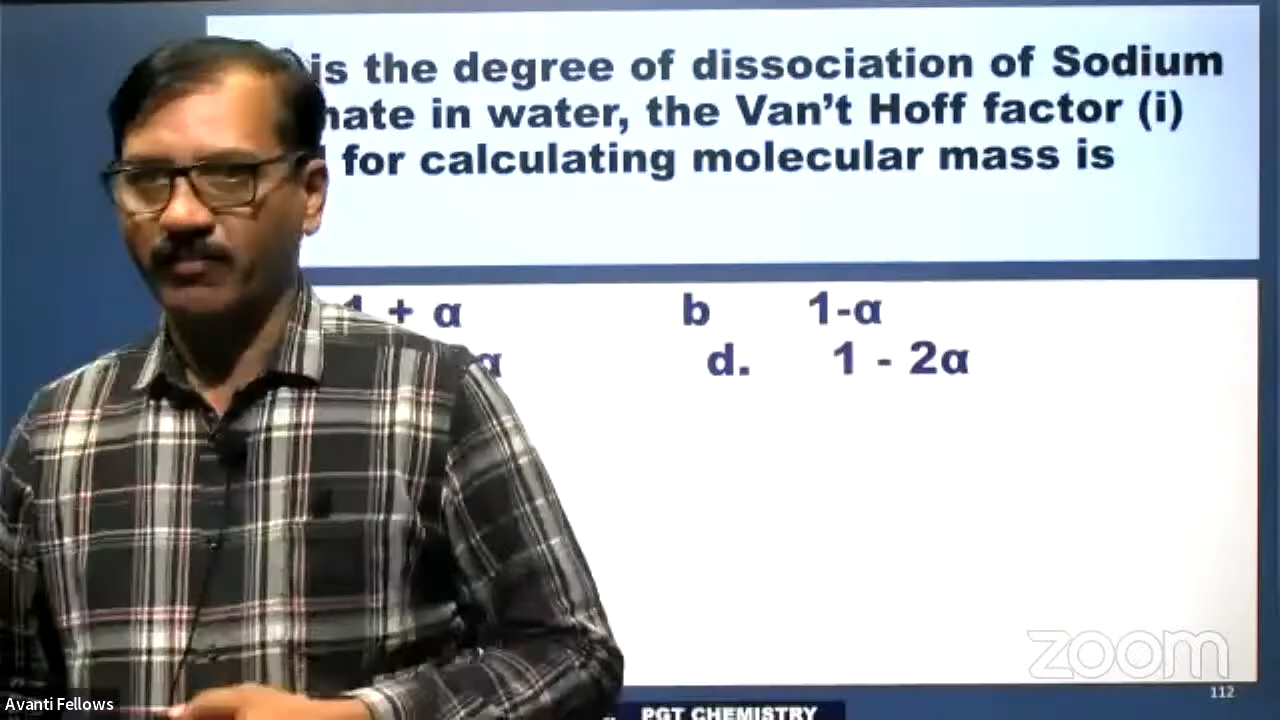 is the degree of dissociation of Sodium
in water, the Van’t Hoff factor (i)
for calculating molecular mass is
1 + α b 1-α
α d. 1 - 2α
zoom
112
Avanti Fellows
PGT CHEMISTRY